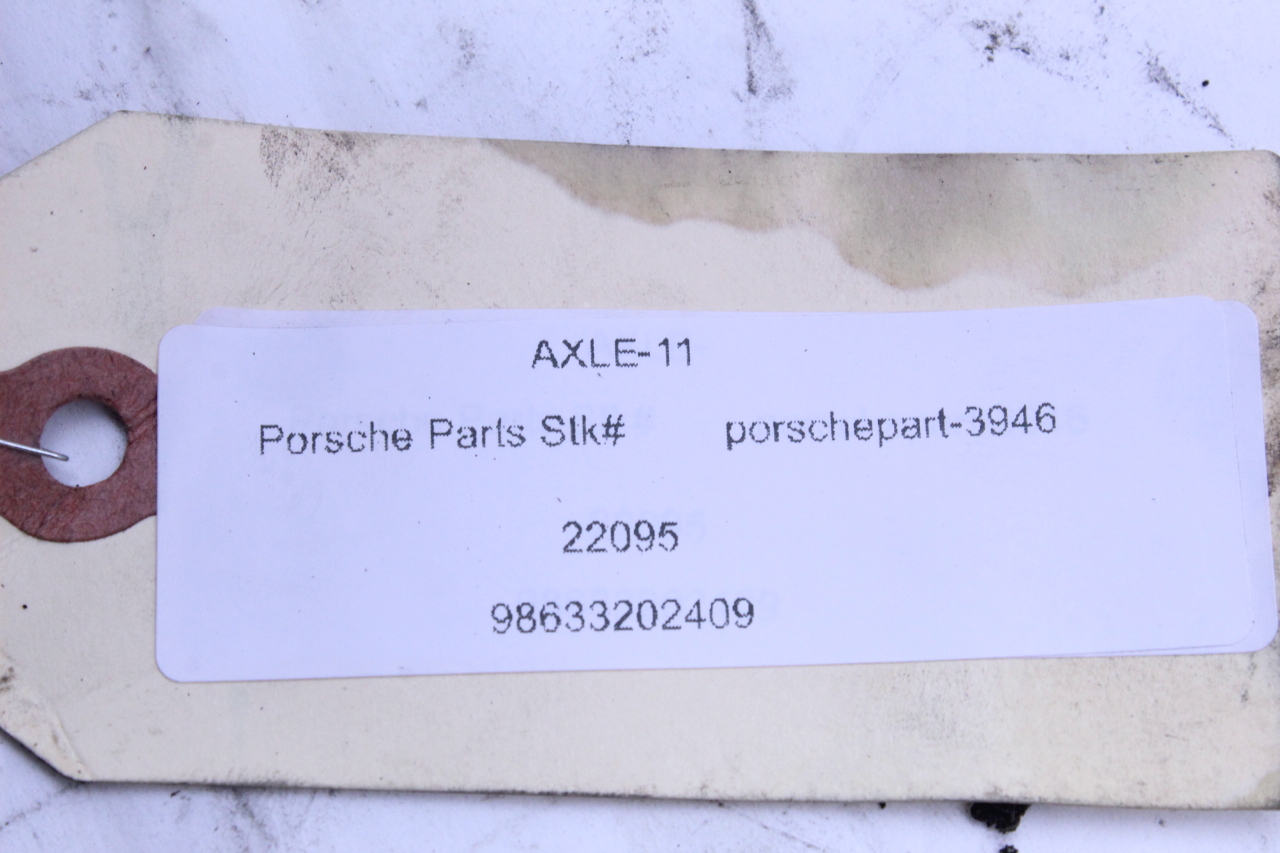 AXLE-11
Porsche Parts Stk# porschepart-3946
22095
98633202409